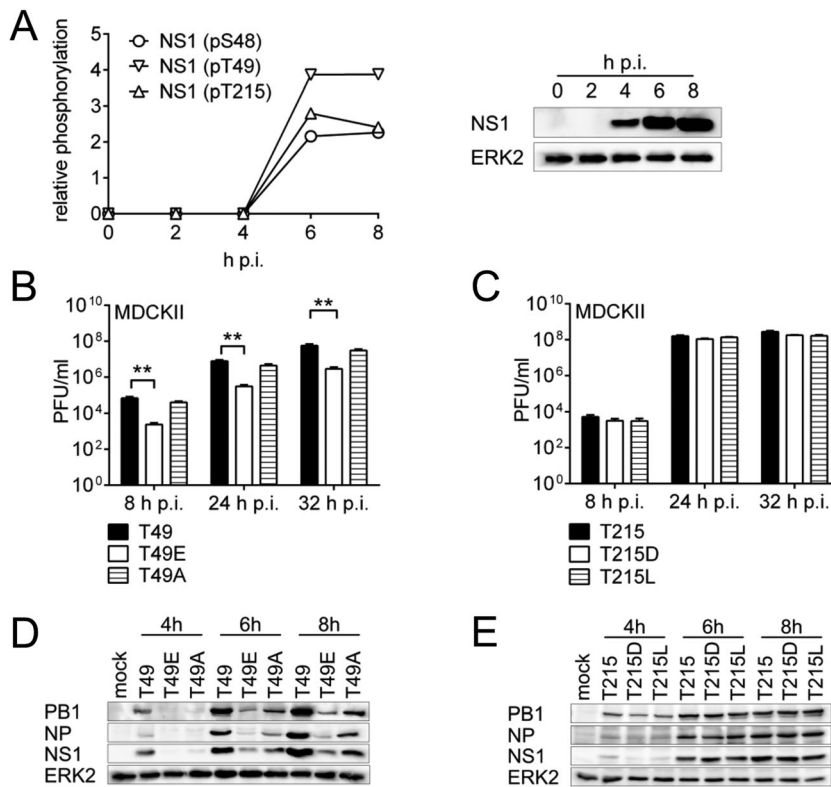 A
relative phosphorylation
5
4
3
2
1
0
NS1 (pS48)
NS1 (pT49)
NS1 (pT215)
0 2 4 6 8
h p.i.
h p.i.
0 2 4 6 8
NS1
ERK2
B
MDCKII
PFU/ml
10^10
10^8
10^6
10^4
10^2
10^0
** ** **
8 h p.i. 24 h p.i. 32 h p.i.
T49
T49E
T49A
C
MDCKII
PFU/ml
10^10
10^8
10^6
10^4
10^2
10^0
8 h p.i. 24 h p.i. 32 h p.i.
T215
T215D
T215L
D
4h 6h 8h
mock T49 T49E T49A T49 T49E T49A T49 T49E T49A
PB1
NP
NS1
ERK2
E
4h 6h 8h
mock T215 T215D T215L T215 T215D T215L T215 T215D T215L
PB1
NP
NS1
ERK2